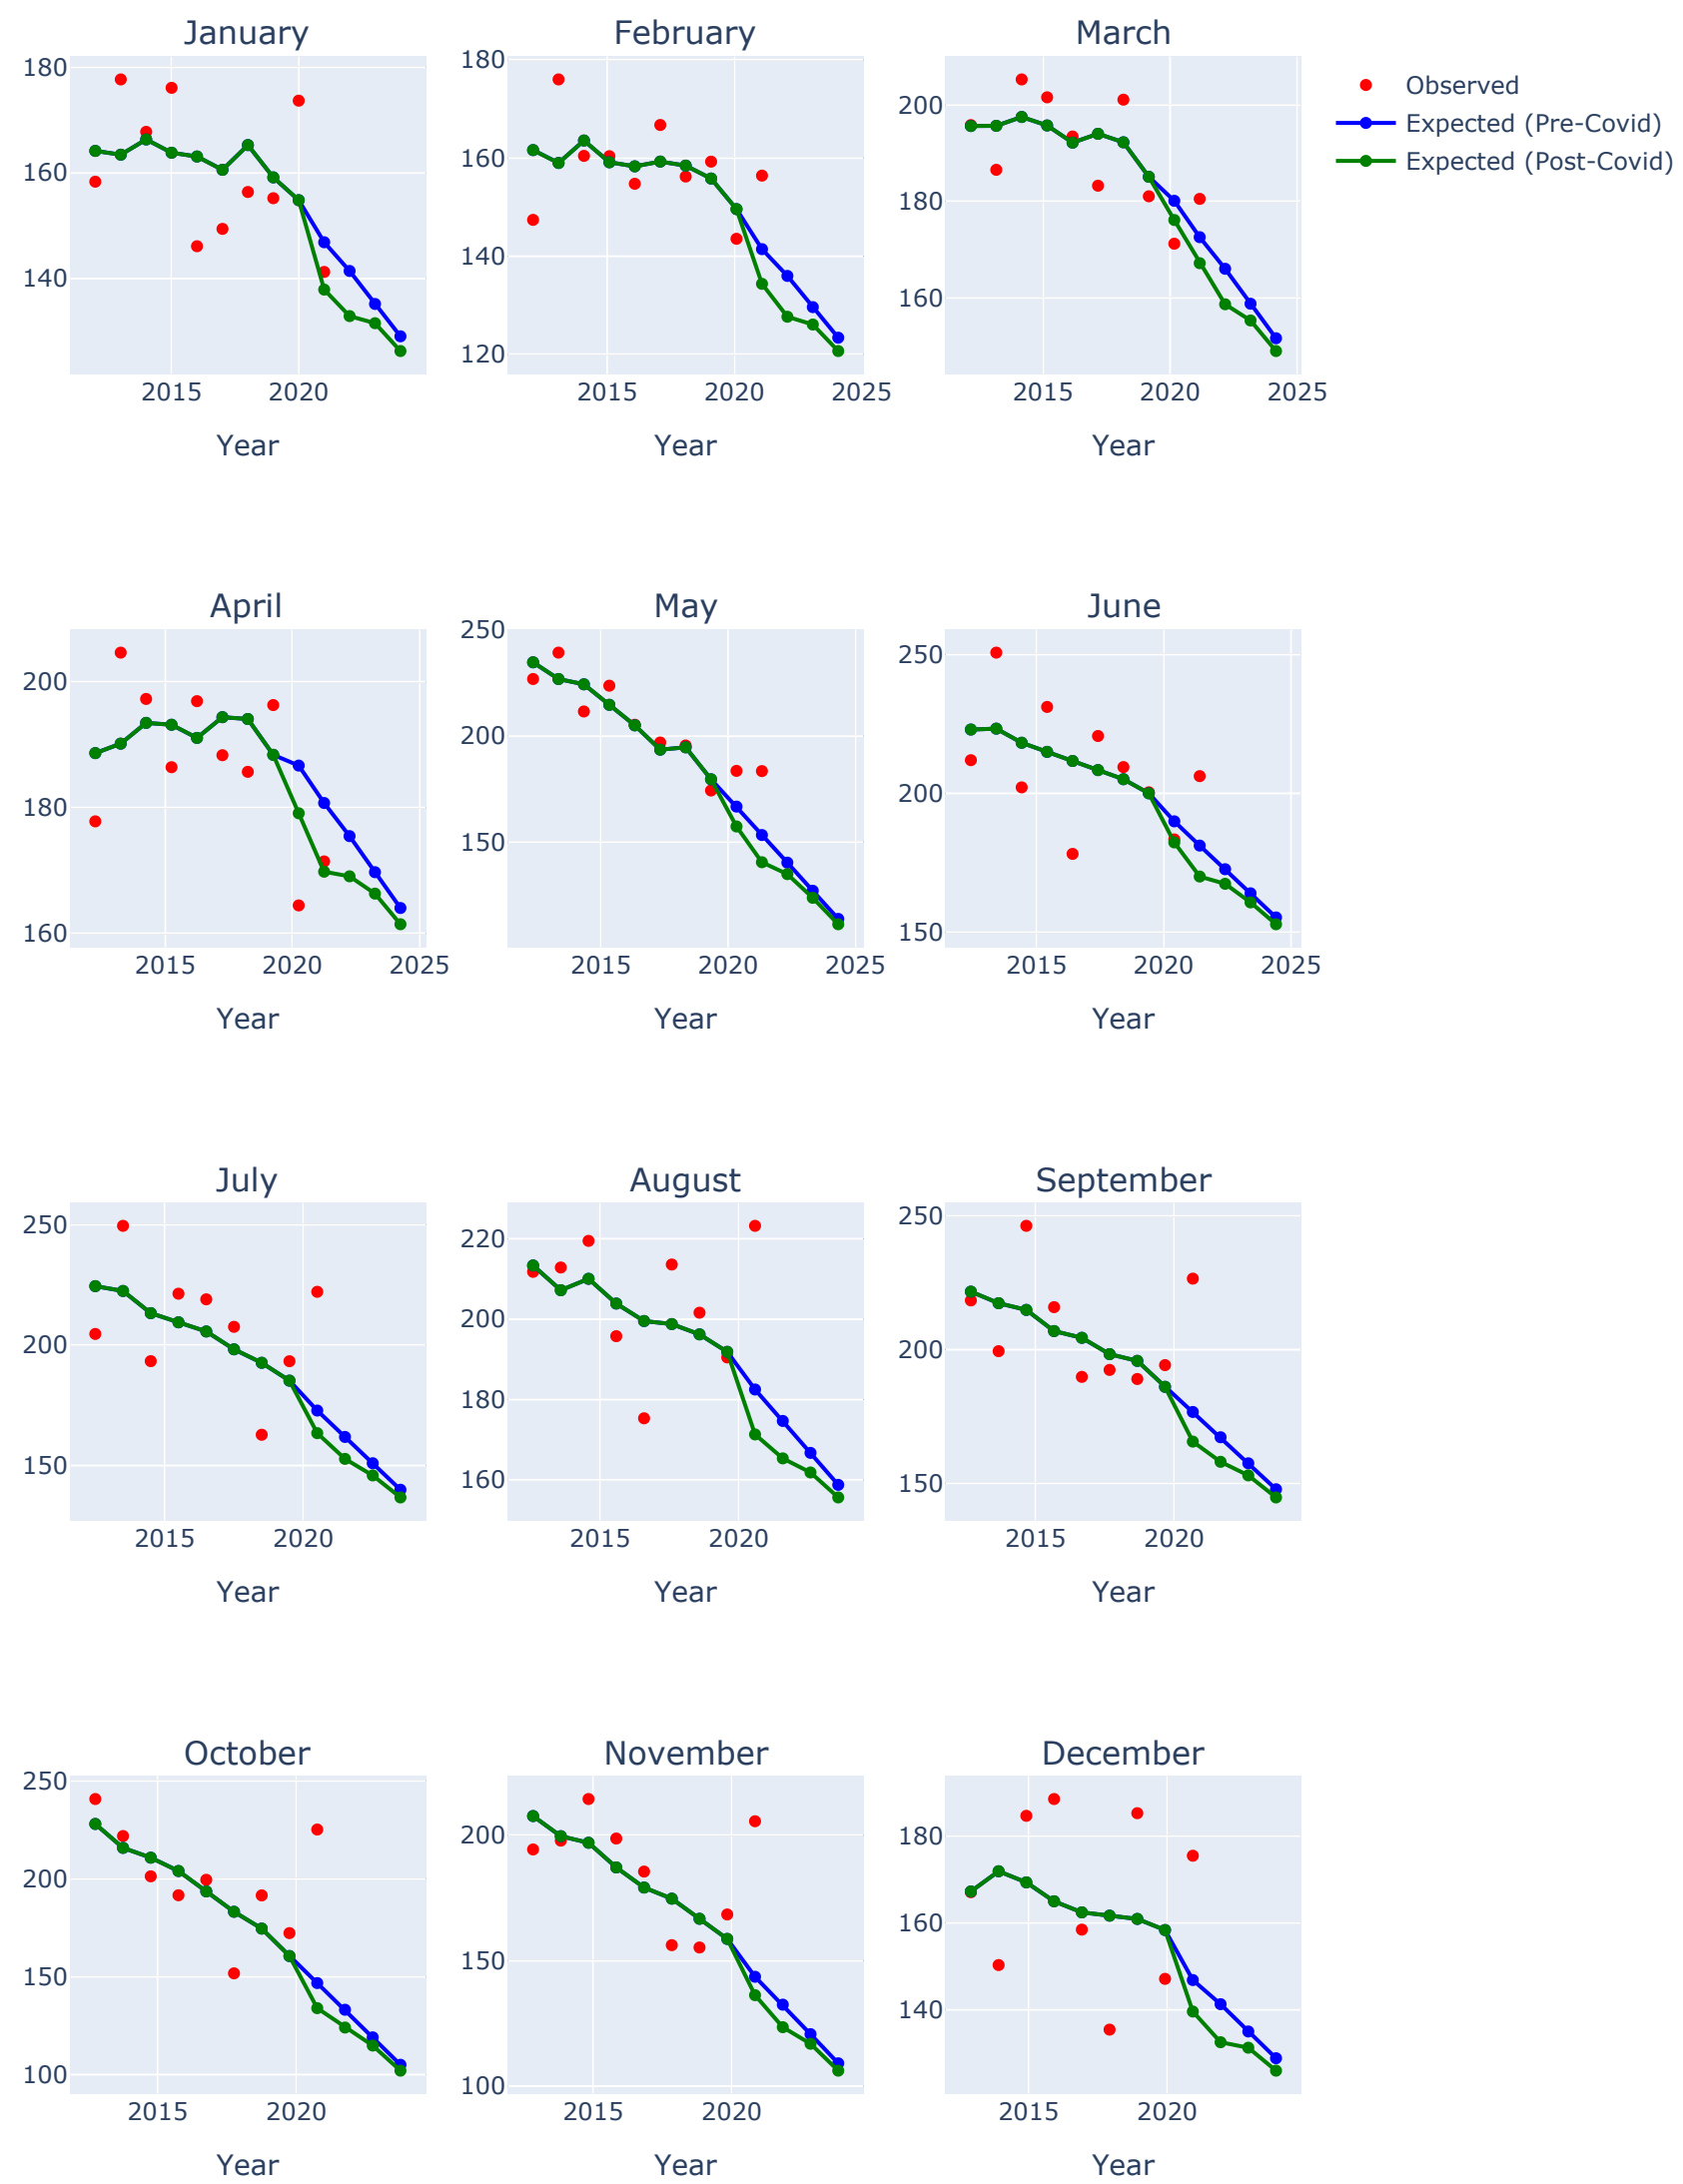 January February March
180
160
140
2015 2020
Year
180
160
140
120
2015 2020 2025
Year
200
180
160
2015 2020 2025
Year
Observed
Expected (Pre-Covid)
Expected (Post-Covid)
April May June
200
180
160
2015 2020 2025
Year
250
200
150
2015 2020 2025
Year
250
200
150
2015 2020 2025
Year
July August September
250
200
150
2015 2020
Year
220
200
180
160
2015 2020
Year
250
200
150
2015 2020
Year
October November December
250
200
150
100
2015 2020
Year
200
150
100
2015 2020
Year
180
160
140
2015 2020
Year